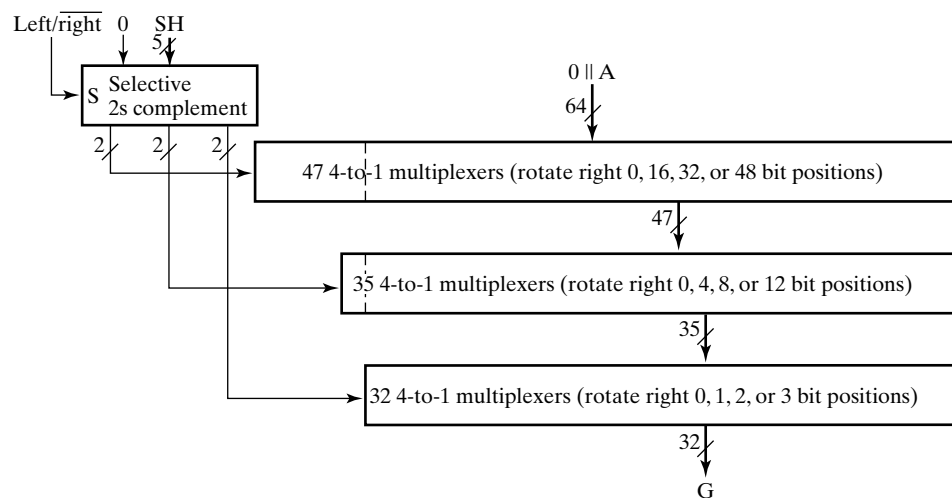 Left/right 0 SH
5
S Selective
2s complement
0 || A
64
2 2 2
47 4-to-1 multiplexers (rotate right 0, 16, 32, or 48 bit positions)
47
35 4-to-1 multiplexers (rotate right 0, 4, 8, or 12 bit positions)
35
32 4-to-1 multiplexers (rotate right 0, 1, 2, or 3 bit positions)
32
G